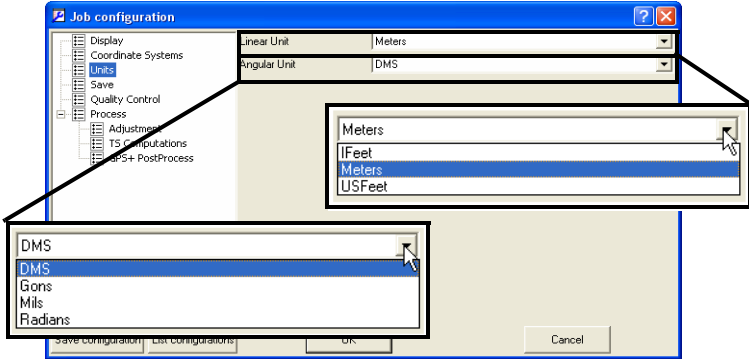 Job configuration
Display
Coordinate Systems
Units
Save
Quality Control
Process
Adjustment
TS Computations
GPS+ PostProcess
Linear Unit Meters
Angular Unit DMS
Meters
IFeet
Meters
USFeet
DMS
DMS
Gons
Mils
Radians
Save configuration List configurations OK Cancel